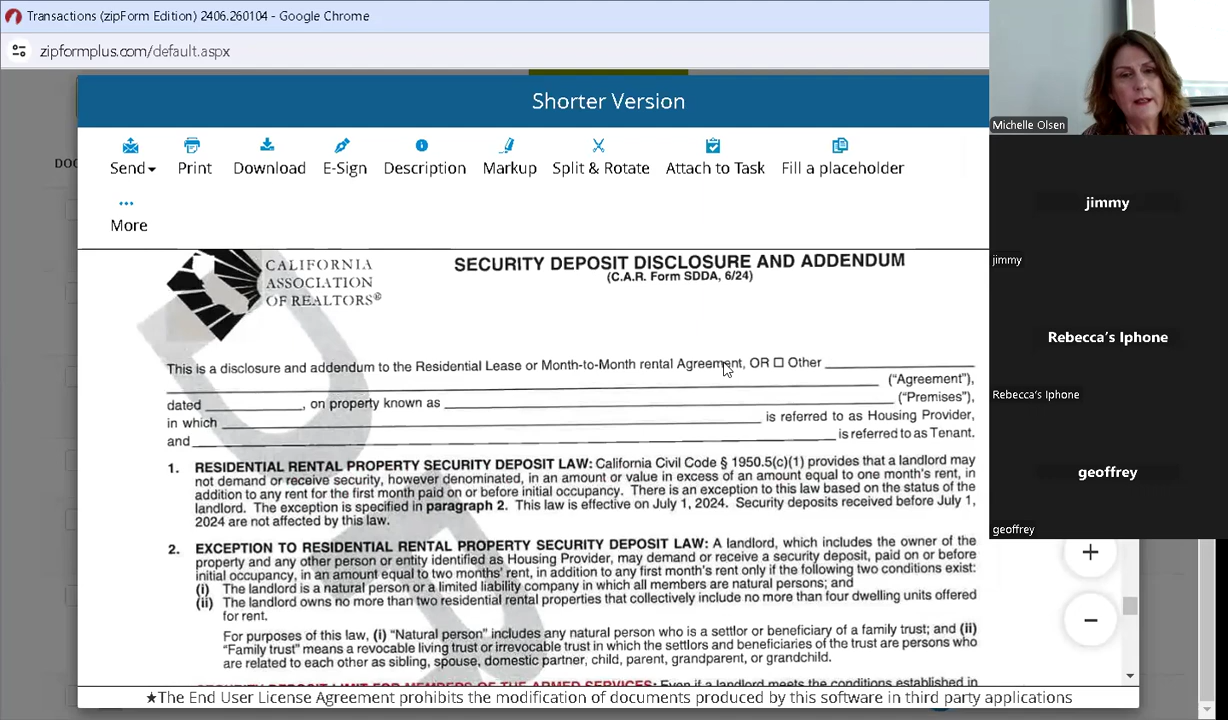 Transactions (zipForm Edition) 2406.260104 - Google Chrome
zipformplus.com/default.aspx
Shorter Version
Michelle Olsen
DOC
Send Print Download E-Sign Description Markup Split & Rotate Attach to Task Fill a placeholder
More
jimmy
jimmy
Rebecca's Iphone
Rebecca's Iphone
geoffrey
geoffrey
CALIFORNIA
ASSOCIATION
OF REALTORS®
SECURITY DEPOSIT DISCLOSURE AND ADDENDUM
(C.A.R. Form SDDA, 6/24)
This is a disclosure and addendum to the Residential Lease or Month-to-Month rental Agreement, OR ☐ Other
("Agreement"),
dated , on property known as ("Premises"),
in which is referred to as Housing Provider,
and is referred to as Tenant.
1. RESIDENTIAL RENTAL PROPERTY SECURITY DEPOSIT LAW: California Civil Code § 1950.5(c)(1) provides that a landlord may
not demand or receive security, however denominated, in an amount or value in excess of an amount equal to one month's rent, in
addition to any rent for the first month paid on or before initial occupancy. There is an exception to this law based on the status of the
landlord. The exception is specified in paragraph 2. This law is effective on July 1, 2024. Security deposits received before July 1,
2024 are not affected by this law.
2. EXCEPTION TO RESIDENTIAL RENTAL PROPERTY SECURITY DEPOSIT LAW: A landlord, which includes the owner of the
property and any other person or entity identified as Housing Provider, may demand or receive a security deposit, paid on or before
initial occupancy, in an amount equal to two months' rent, in addition to any first month's rent only if the following two conditions exist:
(i) The landlord is a natural person or a limited liability company in which all members are natural persons; and
(ii) The landlord owns no more than two residential rental properties that collectively include no more than four dwelling units offered
for rent.
For purposes of this law, (i) "Natural person" includes any natural person who is a settlor or beneficiary of a family trust; and (ii)
"Family trust" means a revocable living trust or irrevocable trust in which the settlors and beneficiaries of the trust are persons who
are related to each other as sibling, spouse, domestic partner, child, parent, grandparent, or grandchild.
SECURITY DEPOSIT LIMIT FOR MEMBERS OF THE ARMED SERVICES: Even if a landlord meets the conditions established in
★The End User License Agreement prohibits the modification of documents produced by this software in third party applications